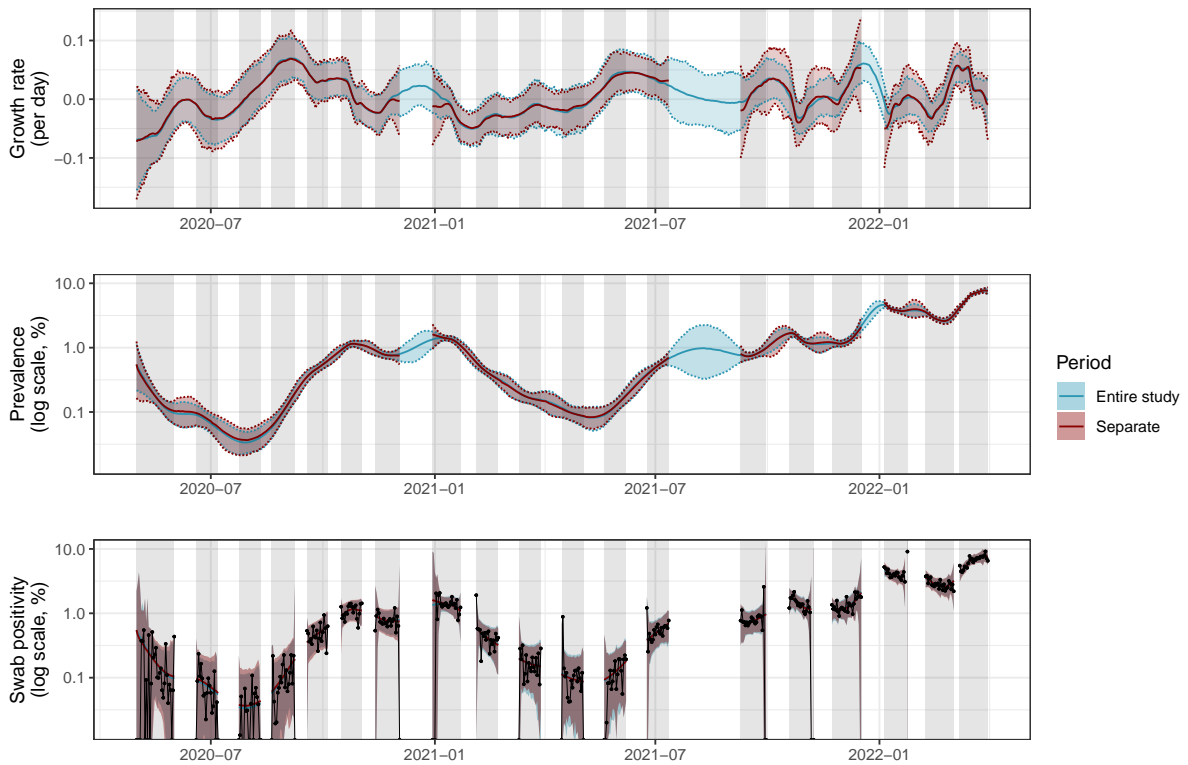 Growth rate
(per day)
0.1
0.0
−0.1
2020−07
2021−01
2021−07
2022−01
Prevalence
(log scale, %)
10.0
1.0
0.1
2020−07
2021−01
2021−07
2022−01
Period
Entire study
Separate
Swab positivity
(log scale, %)
10.0
1.0
0.1
2020−07
2021−01
2021−07
2022−01